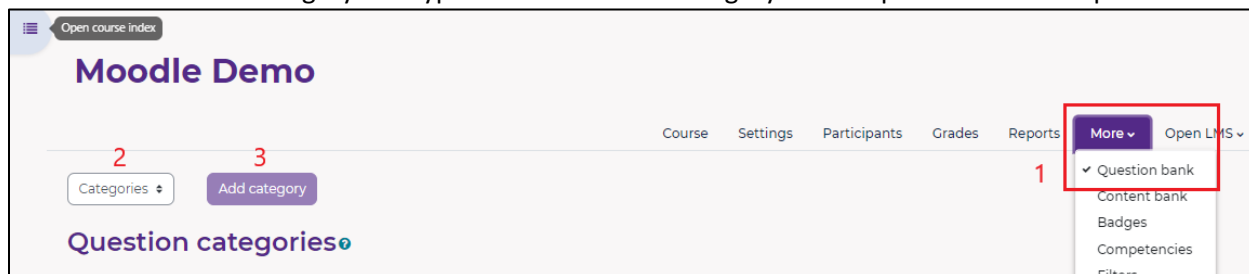 Open course index
Moodle Demo
Course Settings Participants Grades Reports More Open LMS
2 3
1
Question bank
Categories Add category
Content bank
Badges
Question categories
Competencies